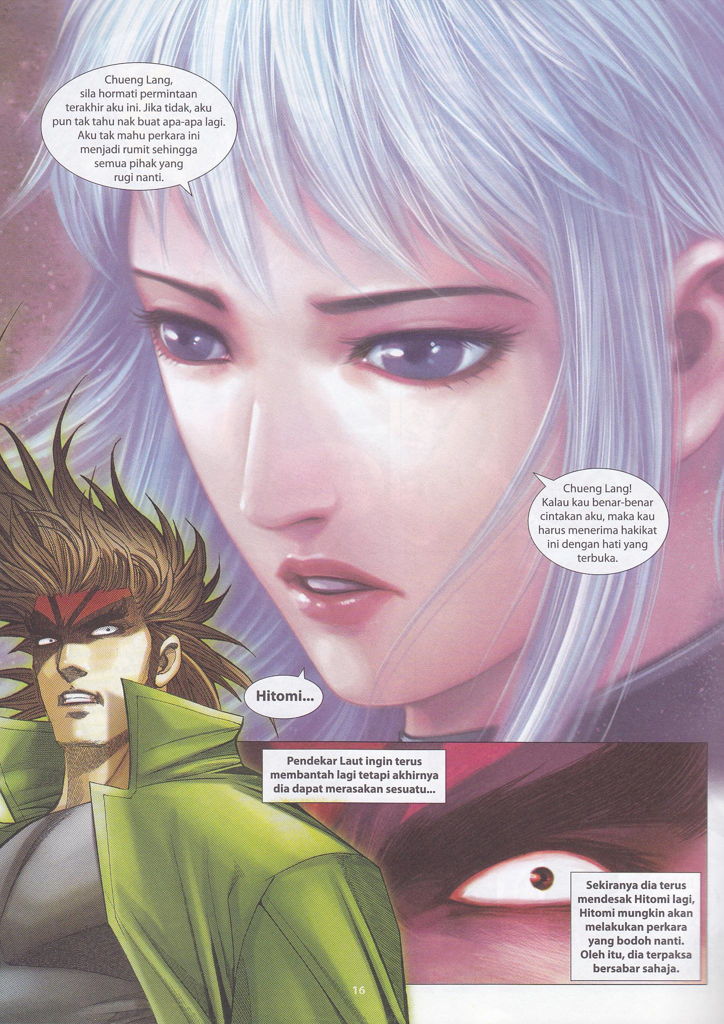 Chueng Lang,
sila hormati permintaan
terakhir aku ini. Jika tidak, aku
pun tak tahu nak buat apa-apa lagi.
Aku tak mahu perkara ini
menjadi rumit sehingga
semua pihak yang
rugi nanti.
Chueng Lang!
Kalau kau benar-benar
cintakan aku, maka kau
harus menerima hakikat
ini dengan hati yang
terbuka.
Hitomi...
Pendekar Laut ingin terus
membantah lagi tetapi akhirnya
dia dapat merasakan sesuatu...
Sekiranya dia terus
mendesak Hitomi lagi,
Hitomi mungkin akan
melakukan perkara
yang bodoh nanti.
Oleh itu, dia terpaksa
bersabar sahaja.
16